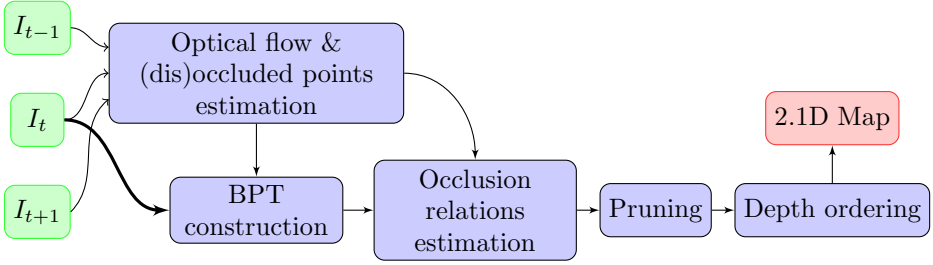 I_{t−1}
I_t
I_{t+1}
Optical flow &
(dis)occluded points
estimation
BPT
construction
Occlusion
relations
estimation
Pruning
Depth ordering
2.1D Map